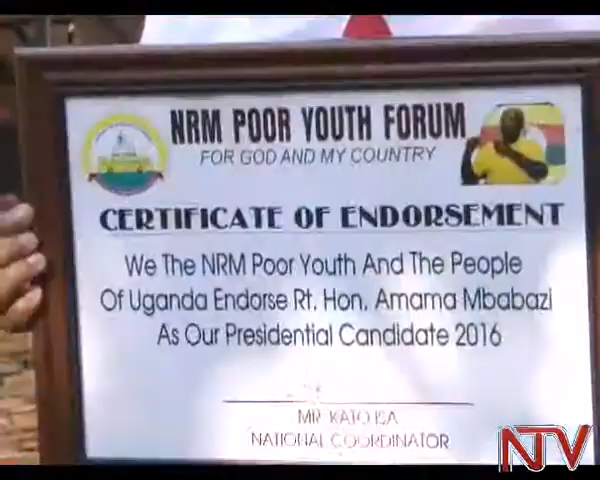 NRM POOR YOUTH FORUM
FOR GOD AND MY COUNTRY
CERTIFICATE OF ENDORSEMENT
We The NRM Poor Youth And The People
Of Uganda Endorse Rt. Hon. Amama Mbabazi
As Our Presidential Candidate 2016
MR KATO ISA
NATIONAL COORDINATOR
NTV